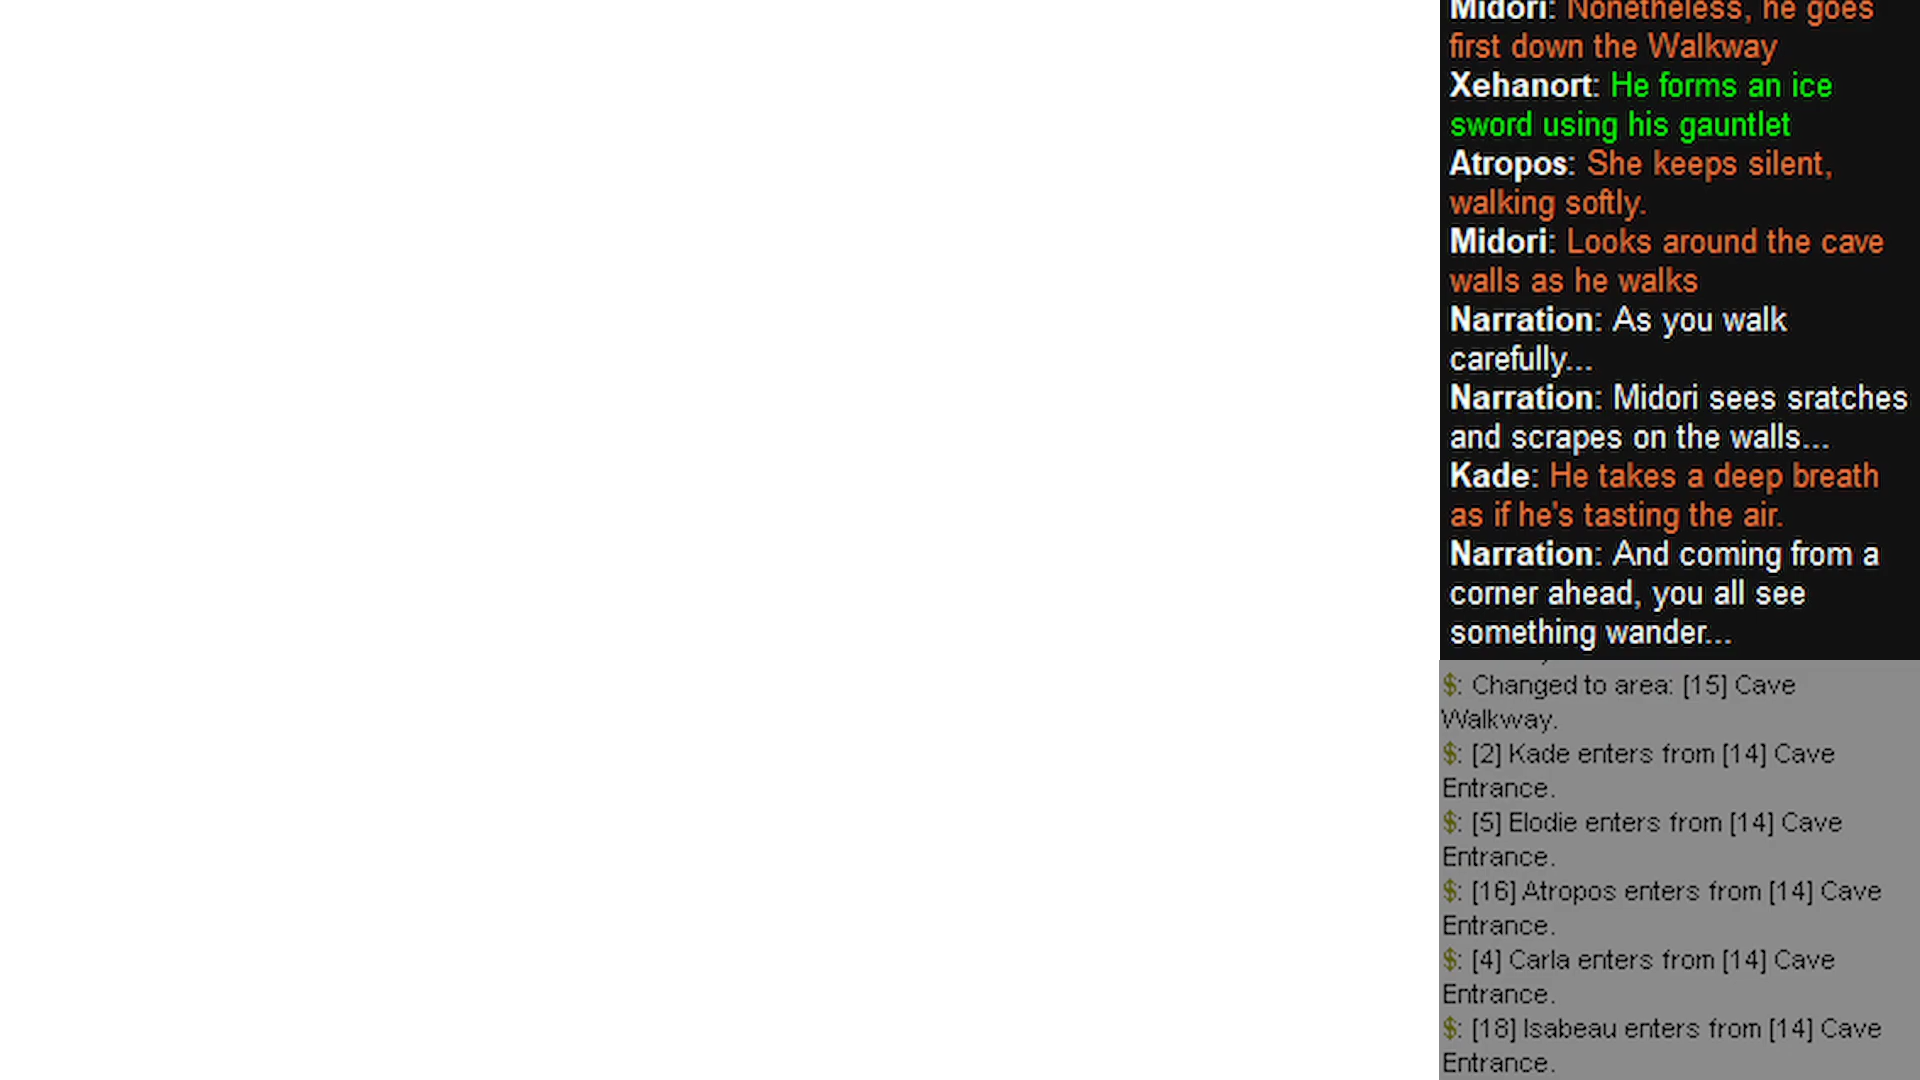 Midori: Nonetheless, he goes
first down the Walkway
Xehanort: He forms an ice
sword using his gauntlet
Atropos: She keeps silent,
walking softly.
Midori: Looks around the cave
walls as he walks
Narration: As you walk
carefully...
Narration: Midori sees sratches
and scrapes on the walls...
Kade: He takes a deep breath
as if he's tasting the air.
Narration: And coming from a
corner ahead, you all see
something wander...
$: Changed to area: [15] Cave
Walkway.
$: [2] Kade enters from [14] Cave
Entrance.
$: [5] Elodie enters from [14] Cave
Entrance.
$: [16] Atropos enters from [14] Cave
Entrance.
$: [4] Carla enters from [14] Cave
Entrance.
$: [18] Isabeau enters from [14] Cave
Entrance.